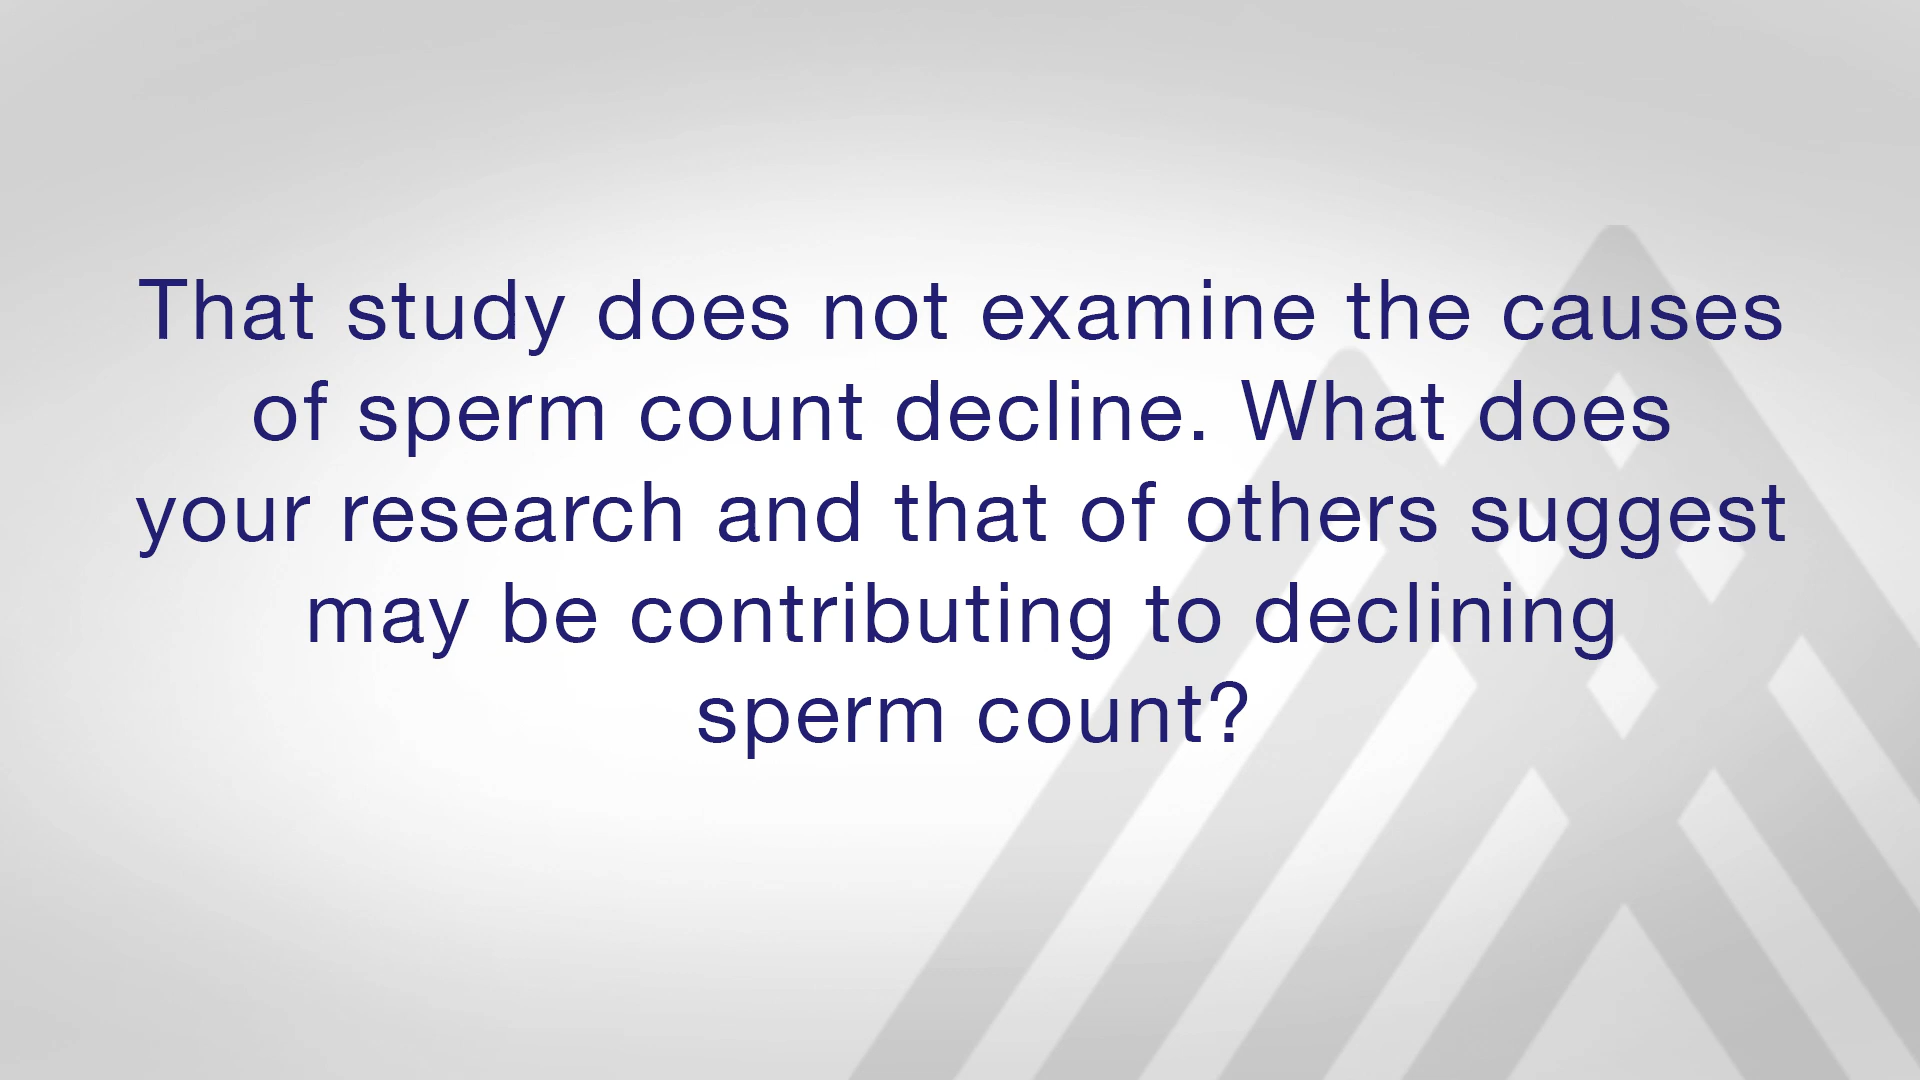 That study does not examine the causes
of sperm count decline. What does
your research and that of others suggest
may be contributing to declining
sperm count?